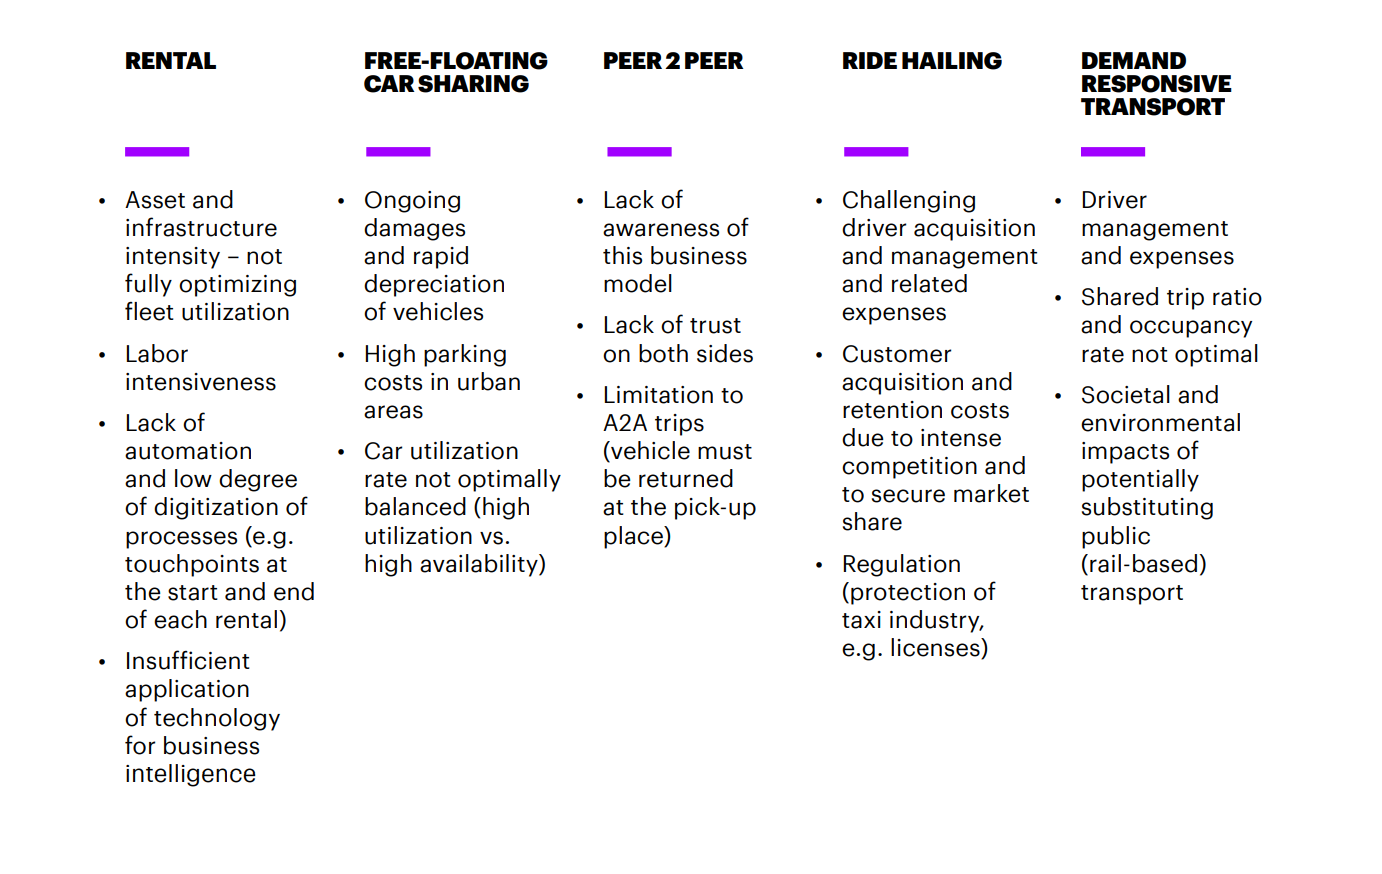 RENTAL
• Asset and
infrastructure
intensity – not
fully optimizing
fleet utilization
• Labor
intensiveness
• Lack of
automation
and low degree
of digitization of
processes (e.g.
touchpoints at
the start and end
of each rental)
• Insufficient
application
of technology
for business
intelligence
FREE-FLOATING
CAR SHARING
• Ongoing
damages
and rapid
depreciation
of vehicles
• High parking
costs in urban
areas
• Car utilization
rate not optimally
balanced (high
utilization vs.
high availability)
PEER 2 PEER
• Lack of
awareness of
this business
model
• Lack of trust
on both sides
• Limitation to
A2A trips
(vehicle must
be returned
at the pick-up
place)
RIDE HAILING
• Challenging
driver acquisition
and management
and related
expenses
• Customer
acquisition and
retention costs
due to intense
competition and
to secure market
share
• Regulation
(protection of
taxi industry,
e.g. licenses)
DEMAND
RESPONSIVE
TRANSPORT
• Driver
management
and expenses
• Shared trip ratio
and occupancy
rate not optimal
• Societal and
environmental
impacts of
potentially
substituting
public
(rail-based)
transport